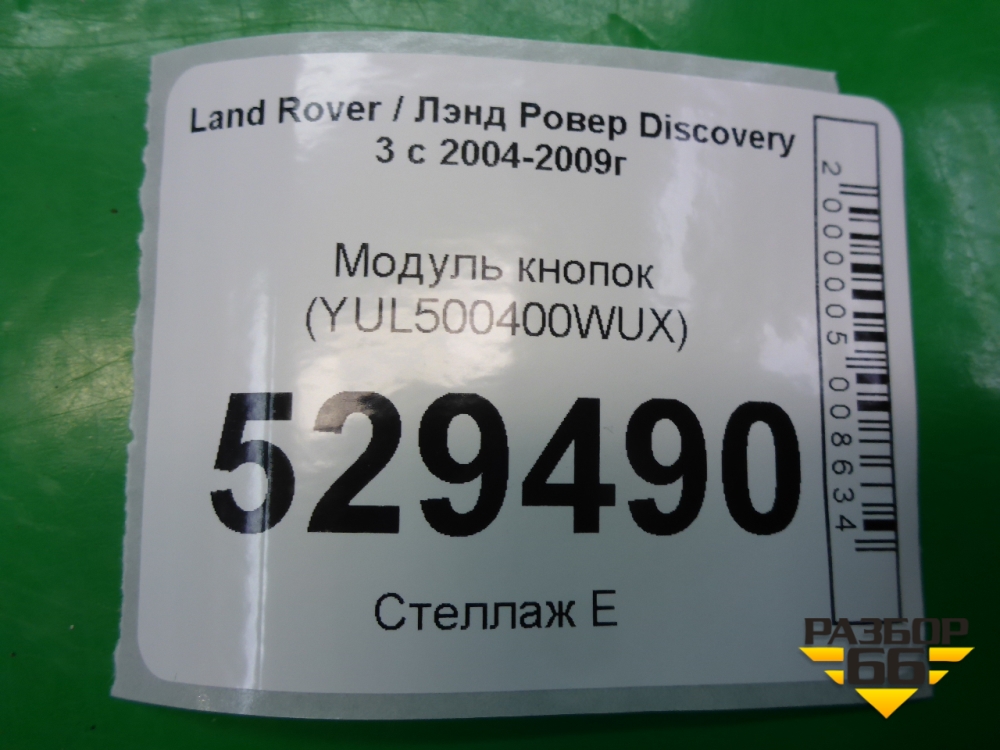 Land Rover / Лэнд Ровер Discovery
3 с 2004-2009г
Модуль кнопок
(YUL500400WUX)
529490
Стеллаж Е
2000005008634
РАЗБОР
66